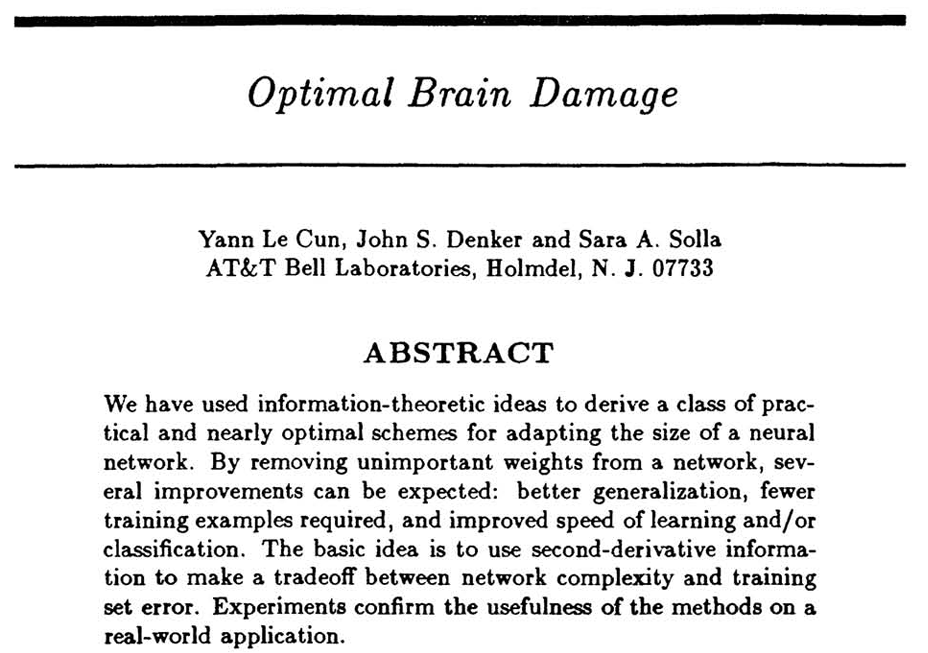 Optimal Brain Damage
Yann Le Cun, John S. Denker and Sara A. Solla
AT&T Bell Laboratories, Holmdel, N. J. 07733
ABSTRACT
We have used information-theoretic ideas to derive a class of prac-
tical and nearly optimal schemes for adapting the size of a neural
network. By removing unimportant weights from a network, sev-
eral improvements can be expected: better generalization, fewer
training examples required, and improved speed of learning and/or
classification. The basic idea is to use second-derivative informa-
tion to make a tradeoff between network complexity and training
set error. Experiments confirm the usefulness of the methods on a
real-world application.